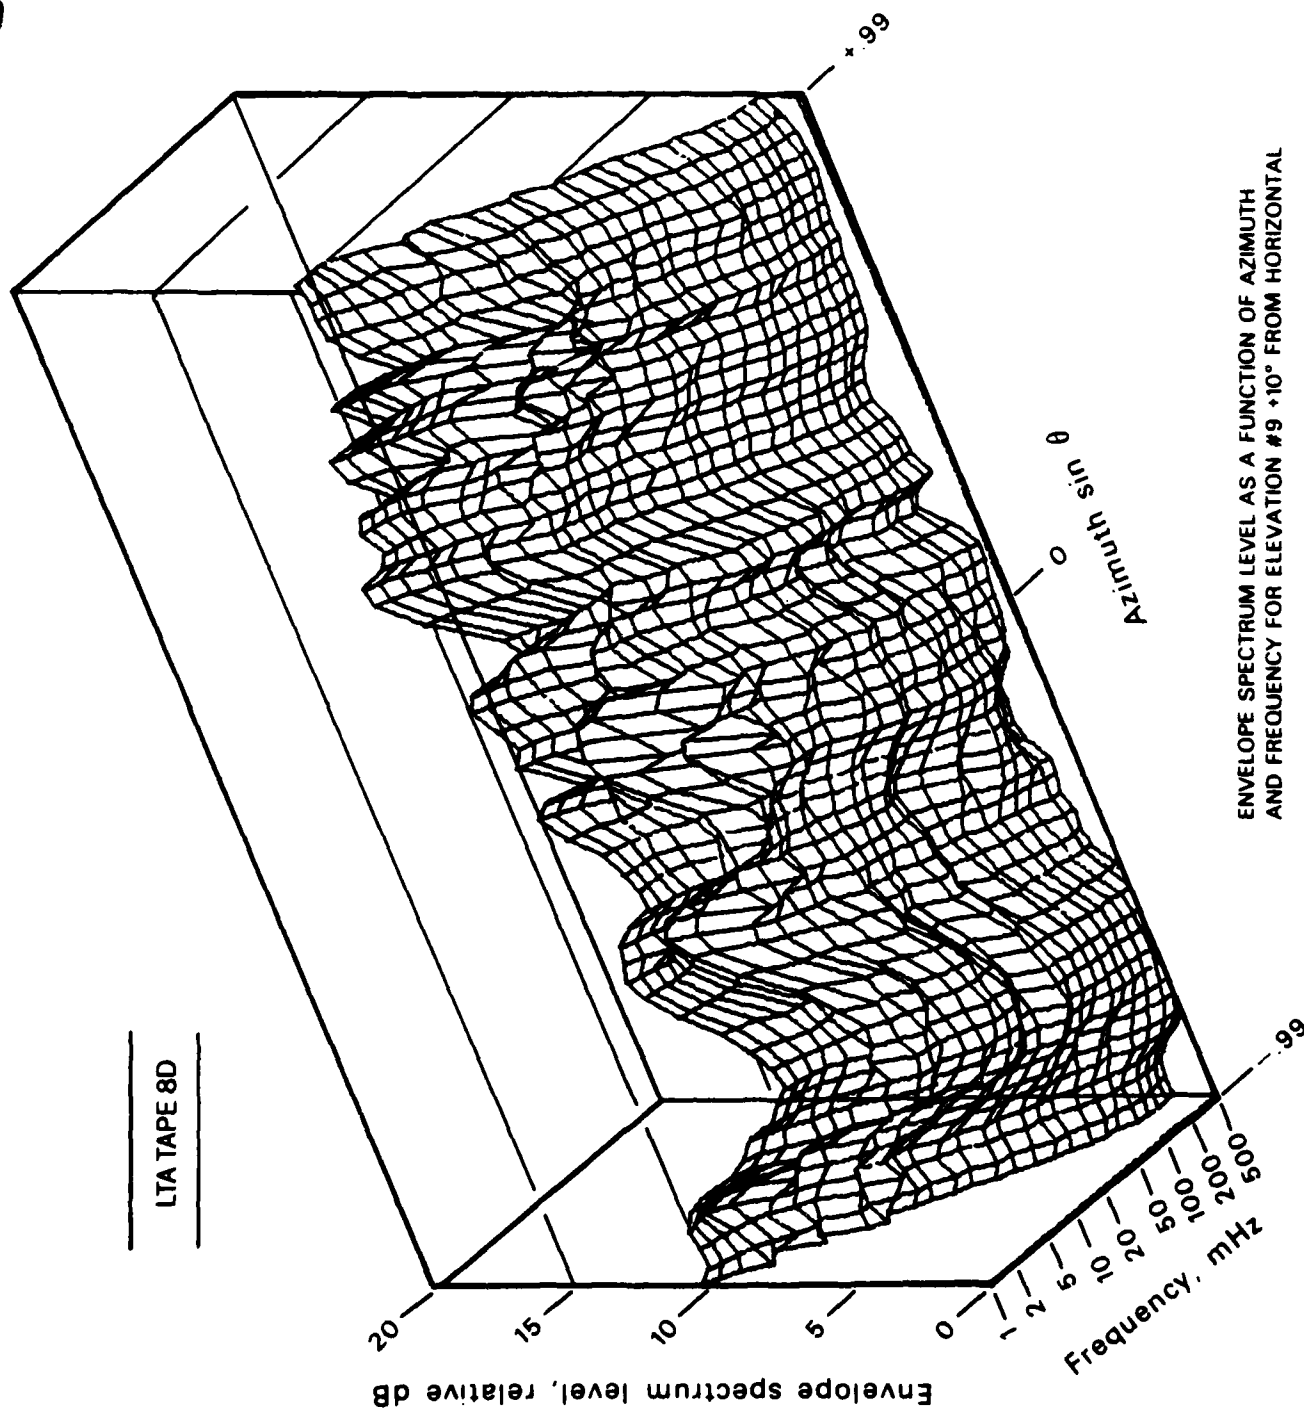 LTA TAPE 8D
20
15
10
5
0
Envelope spectrum level, relative dB
1
2
5
10
20
50
100
200
500
Frequency, mHz
-.99
0
+.99
Azimuth sin θ
ENVELOPE SPECTRUM LEVEL AS A FUNCTION OF AZIMUTH
AND FREQUENCY FOR ELEVATION #9 +10° FROM HORIZONTAL